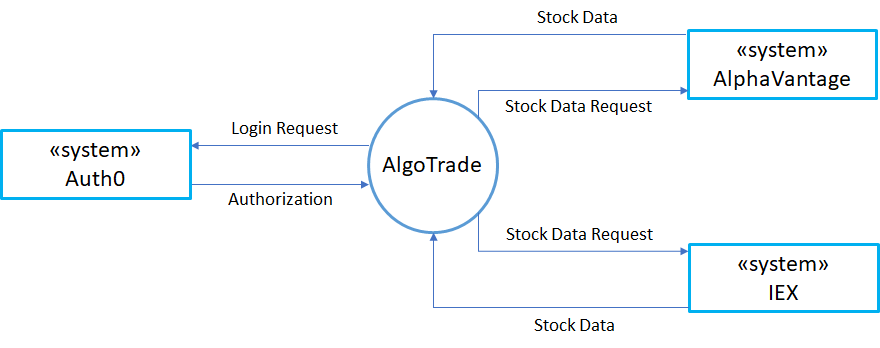 Stock Data
«system»
AlphaVantage
Stock Data Request
Login Request
«system»
Auth0
AlgoTrade
Authorization
Stock Data Request
«system»
IEX
Stock Data